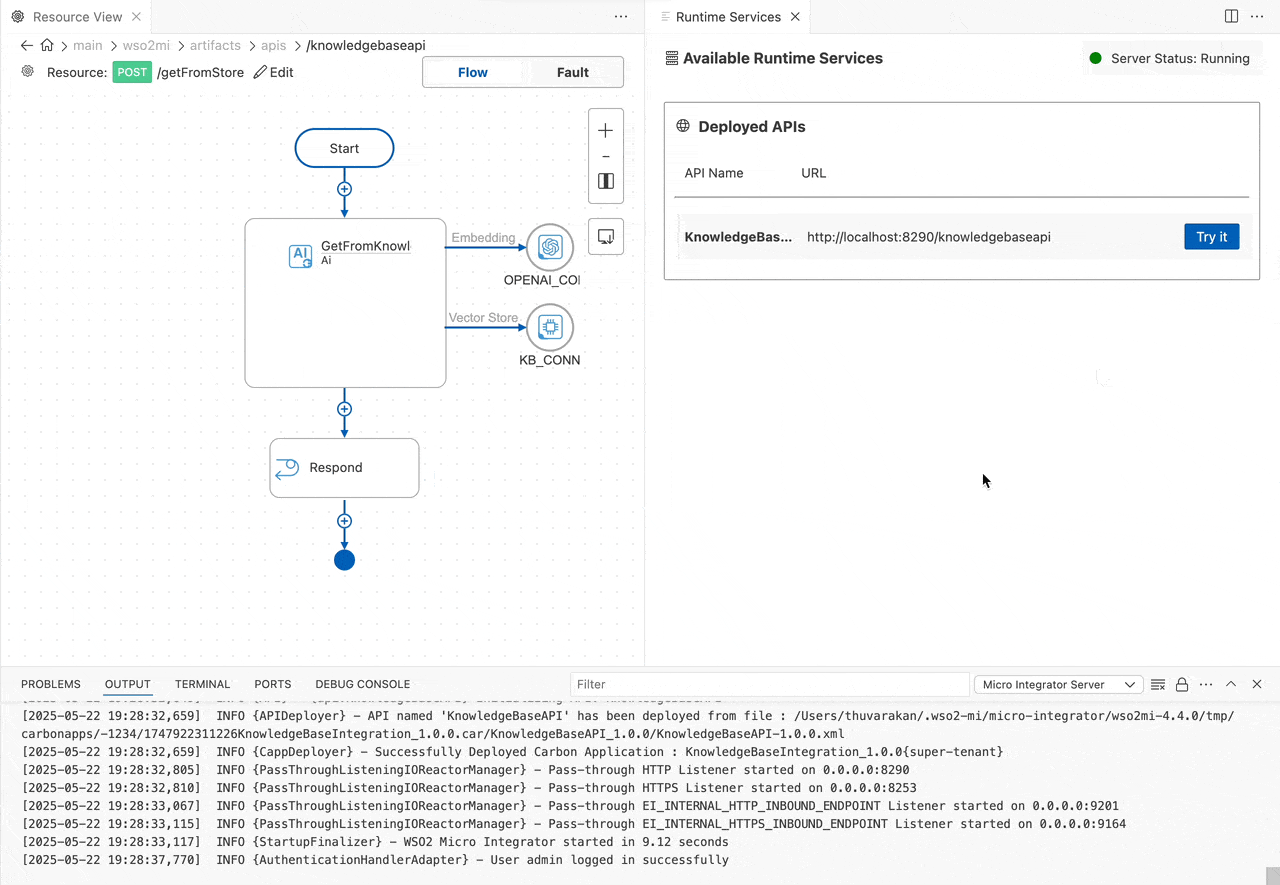 Resource View
Runtime Services
main
wso2mi
artifacts
apis
/knowledgebaseapi
Resource:
POST
/getFromStore
Edit
Flow
Fault
Start
AI
GetFromKnowl
Ai
Embedding
OPENAI_CO
Vector Store
KB_CONN
Respond
Available Runtime Services
Server Status: Running
Deployed APIs
API Name
URL
KnowledgeBas...
http://localhost:8290/knowledgebaseapi
Try it
PROBLEMS
OUTPUT
TERMINAL
PORTS
DEBUG CONSOLE
Filter
Micro Integrator Server
[2025-05-22 19:28:32,659]  INFO {APIDeployer} - API named 'KnowledgeBaseAPI' has been deployed from file : /Users/thuvarakan/.wso2-mi/micro-integrator/wso2mi-4.4.0/tmp/
carbonapps/-1234/1747922311226KnowledgeBaseIntegration_1.0.0.car/KnowledgeBaseAPI_1.0.0/KnowledgeBaseAPI-1.0.0.xml
[2025-05-22 19:28:32,659]  INFO {CappDeployer} - Successfully Deployed Carbon Application : KnowledgeBaseIntegration_1.0.0{super-tenant}
[2025-05-22 19:28:32,805]  INFO {PassThroughListeningIOReactorManager} - Pass-through HTTP Listener started on 0.0.0.0:8290
[2025-05-22 19:28:32,810]  INFO {PassThroughListeningIOReactorManager} - Pass-through HTTPS Listener started on 0.0.0.0:8253
[2025-05-22 19:28:33,067]  INFO {PassThroughListeningIOReactorManager} - Pass-through EI_INTERNAL_HTTP_INBOUND_ENDPOINT Listener started on 0.0.0.0:9201
[2025-05-22 19:28:33,115]  INFO {PassThroughListeningIOReactorManager} - Pass-through EI_INTERNAL_HTTPS_INBOUND_ENDPOINT Listener started on 0.0.0.0:9164
[2025-05-22 19:28:33,117]  INFO {StartupFinalizer} - WSO2 Micro Integrator started in 9.12 seconds
[2025-05-22 19:28:37,770]  INFO {AuthenticationHandlerAdapter} - User admin logged in successfully